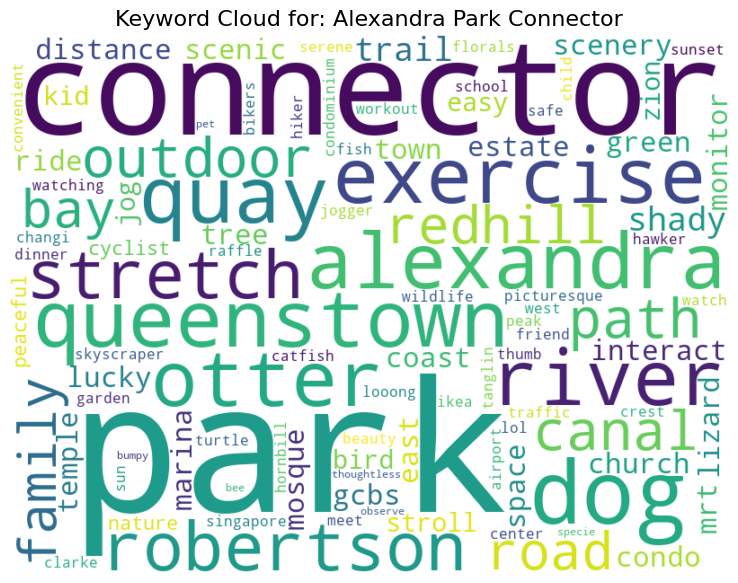 Keyword Cloud for: Alexandra Park Connector
distance scenic serene trail florals scenery sunset
connector
convenient kid pet bikers hiker condominium workout school easy safe child zion
ride outdoor fish town estate green monitor
watching bay jog quay exercise
jogger redhill shady
changi cyclist tree raffle hawker
dinner stretch alexandra
peaceful queenstown wildlife picturesque west path watch
peak friend
skyscraper catfish coast thumb interact
garden lucky otter looong ikea tanglin river
family temple park traffic crest lizard
marina turtle beauty east lol canal
sun bumpy hornbill mosque bird thoughtless airport space church
bee gcbs dog mrt
nature singapore meet observe stroll center specie
clarke robertson road condo